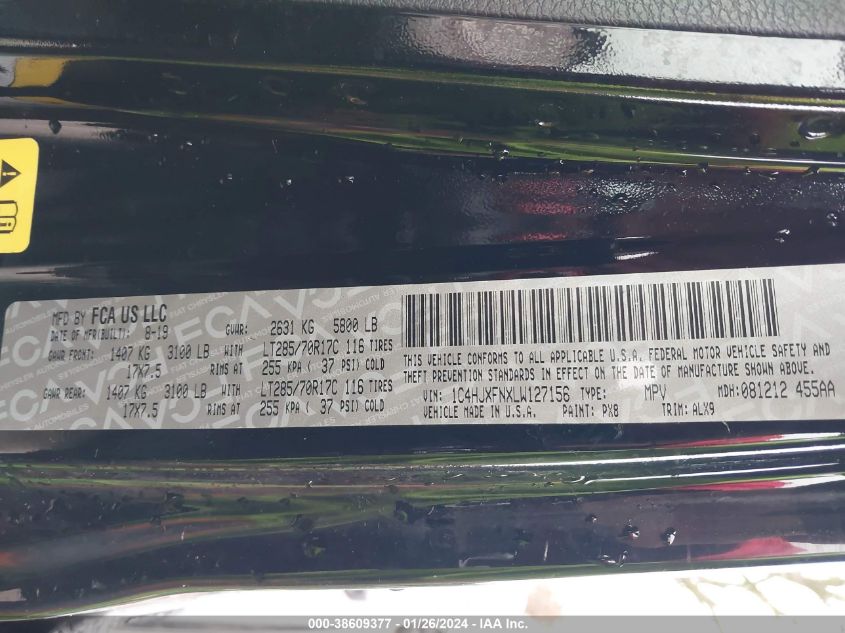 MFD BY FCA US LLC
DATE OF MFR(BUILT): 8-19 GVWR: 2631 KG 5800 LB
GAWR FRONT: 1407 KG 3100 LB WITH LT285/70R17C 116 TIRES
17X7.5 RIMS AT 255 KPA ( 37 PSI) COLD
GAWR REAR: 1407 KG 3100 LB WITH LT285/70R17C 116 TIRES
17X7.5 RIMS AT 255 KPA ( 37 PSI) COLD
THIS VEHICLE CONFORMS TO ALL APPLICABLE U.S.A. FEDERAL MOTOR VEHICLE SAFETY AND
THEFT PREVENTION STANDARDS IN EFFECT ON THE DATE OF MANUFACTURE SHOWN ABOVE.
VIN: 1C4HJXFNXLW127156 TYPE: MPV MDH: 081212 455AA
VEHICLE MADE IN U.S.A. PAINT: PX8 TRIM: ALX9
000-38609377 - 01/26/2024 - IAA Inc.